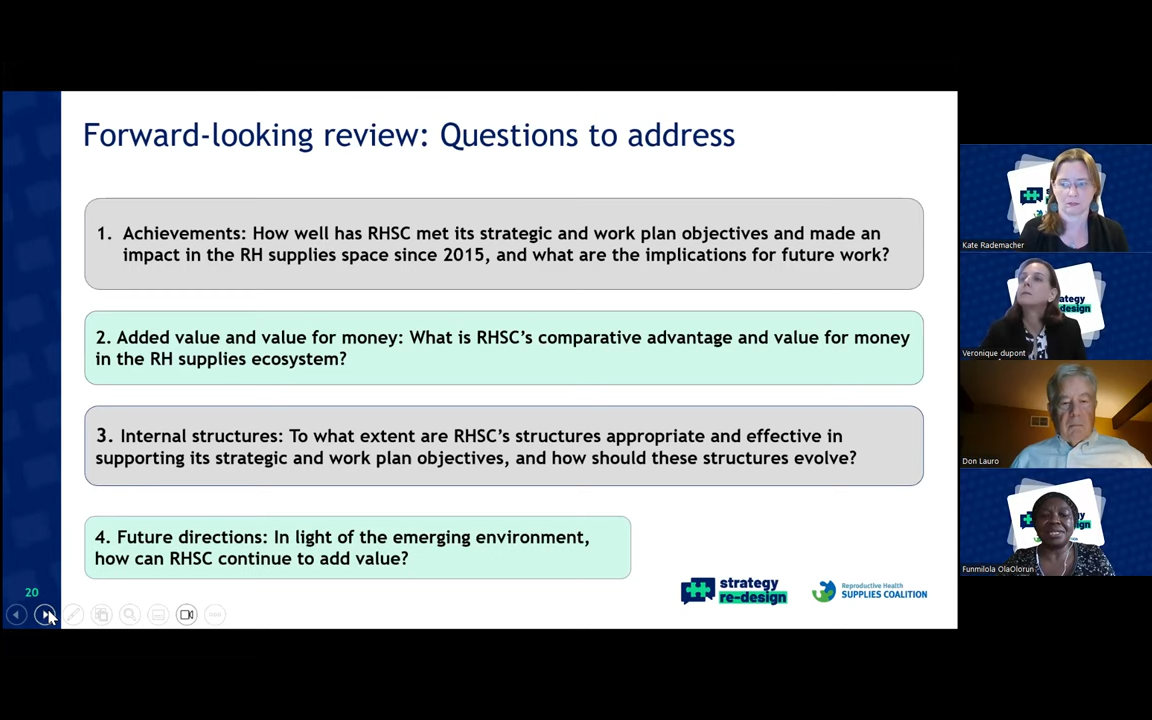 Forward-looking review: Questions to address
1. Achievements: How well has RHSC met its strategic and work plan objectives and made an
impact in the RH supplies space since 2015, and what are the implications for future work?
2. Added value and value for money: What is RHSC’s comparative advantage and value for money
in the RH supplies ecosystem?
3. Internal structures: To what extent are RHSC’s structures appropriate and effective in
supporting its strategic and work plan objectives, and how should these structures evolve?
4. Future directions: In light of the emerging environment,
how can RHSC continue to add value?
20
strategy
re-design
Reproductive Health
SUPPLIES COALITION
Kate Rademacher
ategy
design
Veronique dupont
Don Lauro
Funmilola OlaOlorun